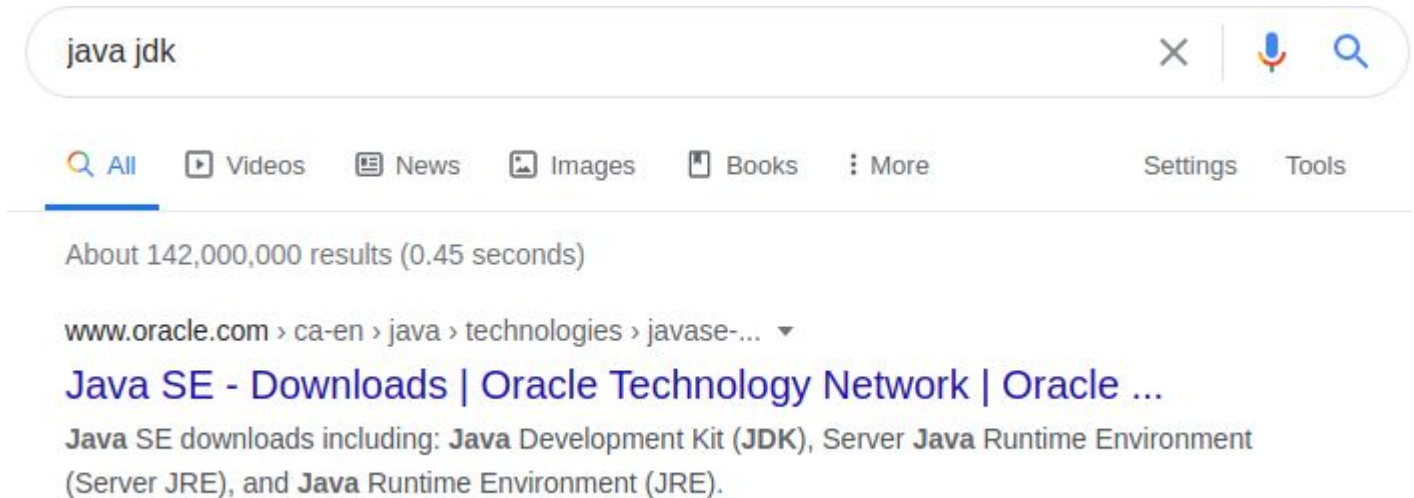 java jdk
All Videos News Images Books More Settings Tools
About 142,000,000 results (0.45 seconds)
www.oracle.com › ca-en › java › technologies › javase-...
Java SE - Downloads | Oracle Technology Network | Oracle ...
Java SE downloads including: Java Development Kit (JDK), Server Java Runtime Environment
(Server JRE), and Java Runtime Environment (JRE).